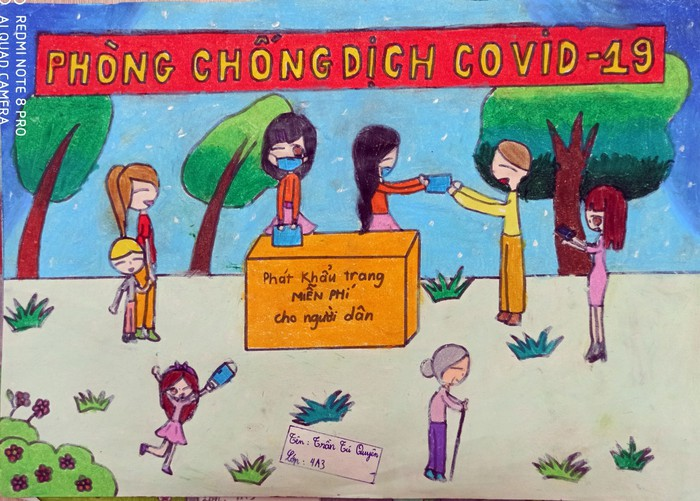 PHÒNG CHỐNG DỊCH COVID-19
REDMI NOTE 8 PRO
AI QUAD CAMERA
Phát khẩu trang
MIỄN PHÍ
cho người dân
Tên: Trần Tú Quyên
Lớp: 4A3